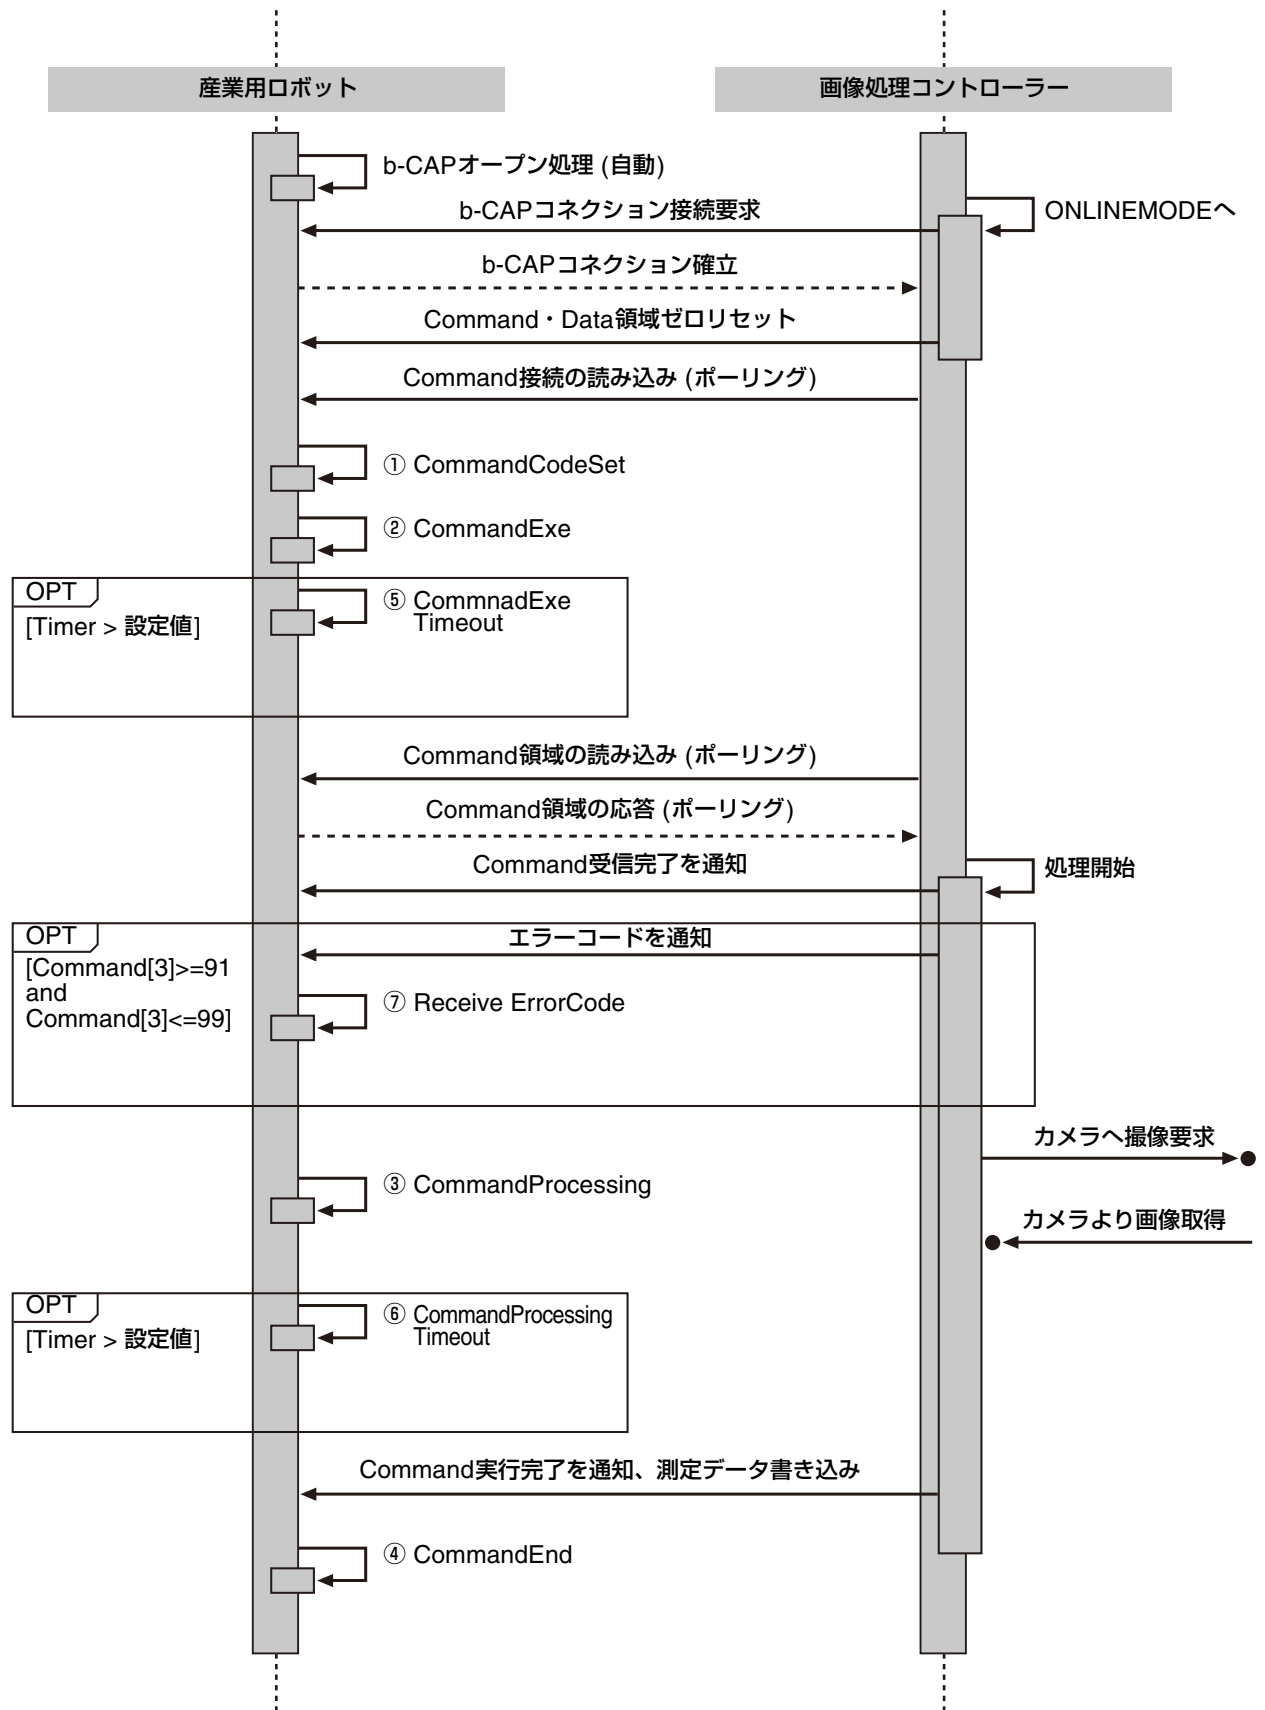 産業用ロボット
画像処理コントローラー
b-CAPオープン処理 (自動)
b-CAPコネクション接続要求
ONLINEMODEへ
b-CAPコネクション確立
Command・Data領域ゼロリセット
Command接続の読み込み (ポーリング)
① CommandCodeSet
② CommandExe
OPT
[Timer > 設定値]
⑤ CommnadExe
Timeout
Command領域の読み込み (ポーリング)
Command領域の応答 (ポーリング)
Command受信完了を通知
処理開始
OPT
[Command[3]>=91
and
Command[3]<=99]
エラーコードを通知
⑦ Receive ErrorCode
カメラへ撮像要求
③ CommandProcessing
カメラより画像取得
OPT
[Timer > 設定値]
⑥ CommandProcessing
Timeout
Command実行完了を通知、測定データ書き込み
④ CommandEnd